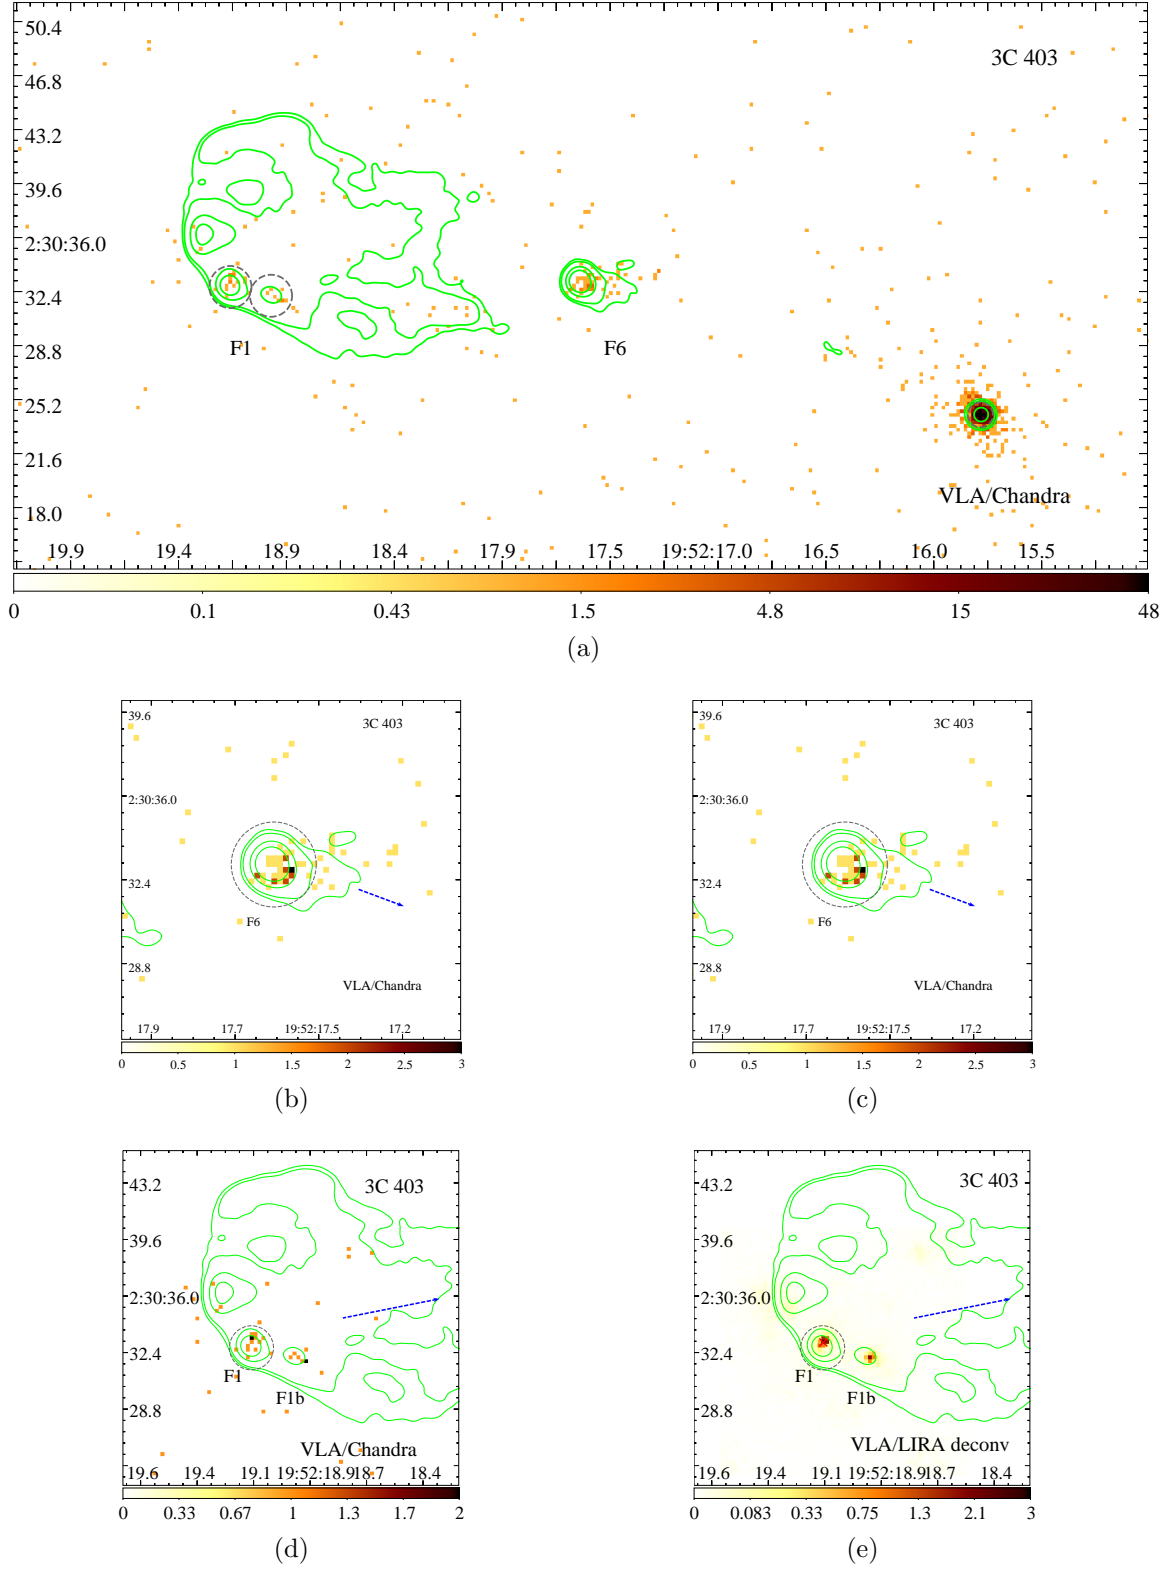 50.4
3C 403
46.8
43.2
39.6
2:30:36.0
32.4
28.8
F1
F6
25.2
21.6
VLA/Chandra
18.0
19.9 19.4 18.9 18.4 17.9 17.5 19:52:17.0 16.5 16.0 15.5
0 0.1 0.43 1.5 4.8 15 48
(a)
39.6
3C 403
2:30:36.0
32.4
F6
28.8
VLA/Chandra
17.9 17.7 19:52:17.5 17.2
0 0.5 1 1.5 2 2.5 3
(b)
39.6
3C 403
2:30:36.0
32.4
F6
28.8
VLA/Chandra
17.9 17.7 19:52:17.5 17.2
0 0.5 1 1.5 2 2.5 3
(c)
43.2
3C 403
39.6
2:30:36.0
32.4
F1
F1b
28.8
VLA/Chandra
19.6 19.4 19.1 19:52:18.9 18.7 18.4
0 0.33 0.67 1 1.3 1.7 2
(d)
43.2
3C 403
39.6
2:30:36.0
32.4
F1
F1b
28.8
VLA/LIRA deconv
19.6 19.4 19.1 19:52:18.9 18.7 18.4
0 0.083 0.33 0.75 1.3 2.1 3
(e)